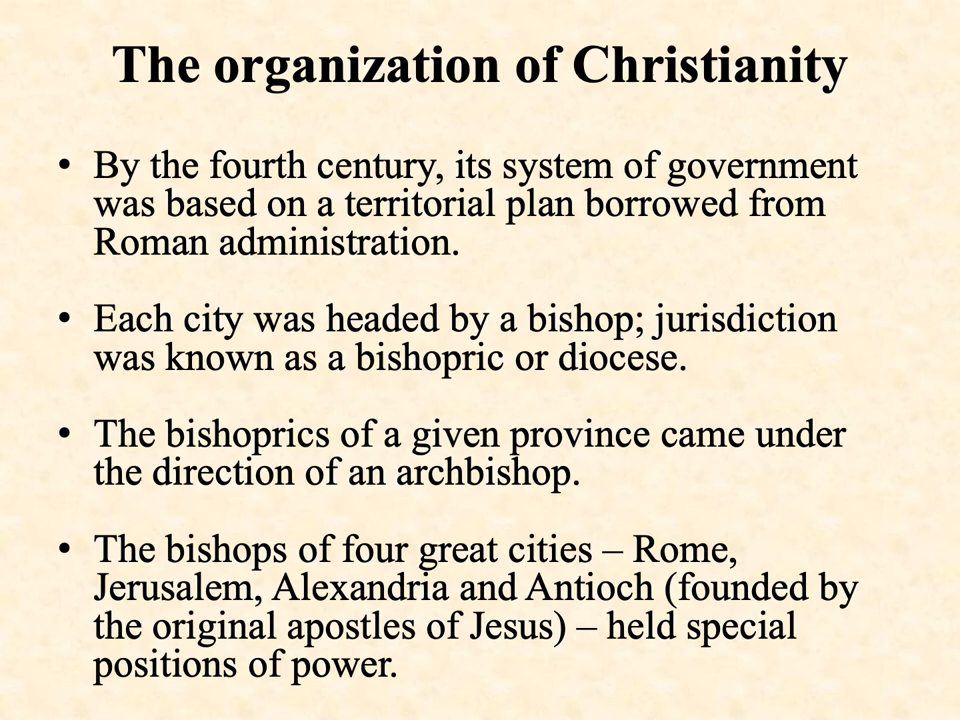 The organization of Christianity
• By the fourth century, its system of government
was based on a territorial plan borrowed from
Roman administration.
• Each city was headed by a bishop; jurisdiction
was known as a bishopric or diocese.
• The bishoprics of a given province came under
the direction of an archbishop.
• The bishops of four great cities – Rome,
Jerusalem, Alexandria and Antioch (founded by
the original apostles of Jesus) – held special
positions of power.